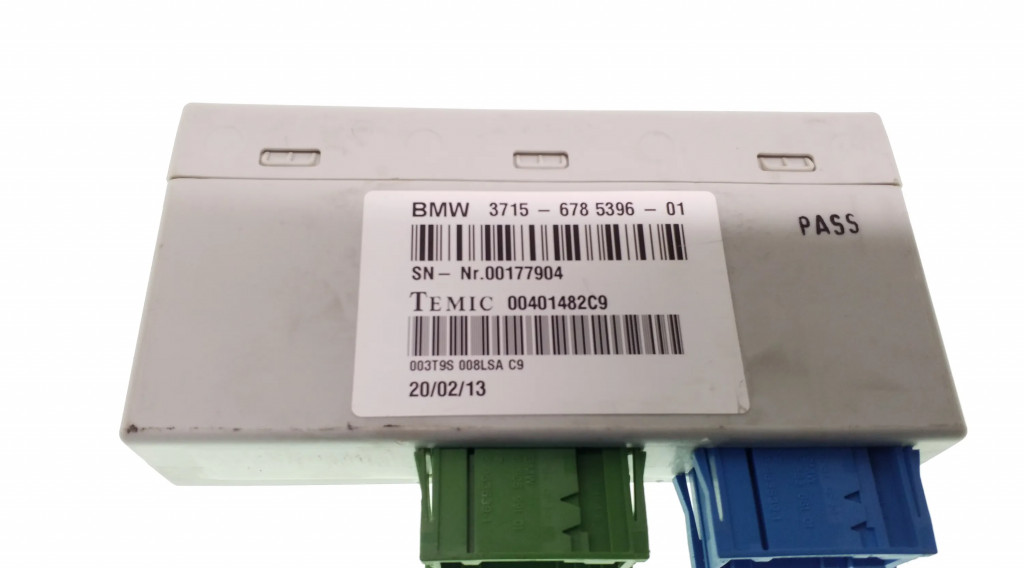 BMW 3715 - 678 5396 - 01
PASS
SN - Nr.00177904
TEMIC 00401482C9
003T9S 008LSA C9
20/02/13